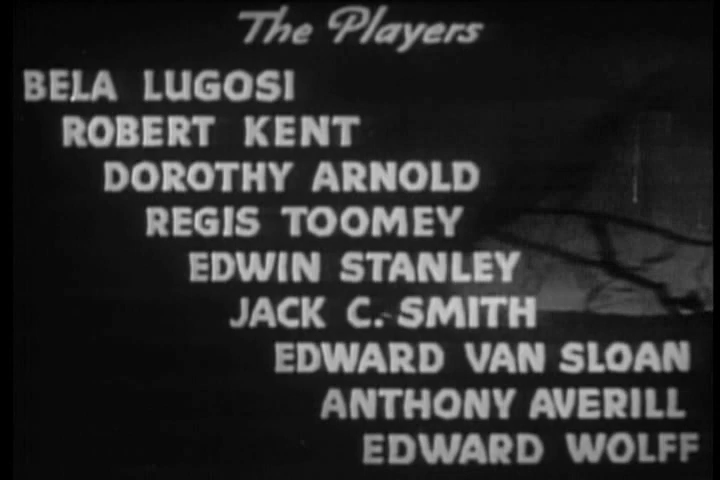 The Players
BELA LUGOSI
ROBERT KENT
DOROTHY ARNOLD
REGIS TOOMEY
EDWIN STANLEY
JACK C. SMITH
EDWARD VAN SLOAN
ANTHONY AVERILL
EDWARD WOLFF